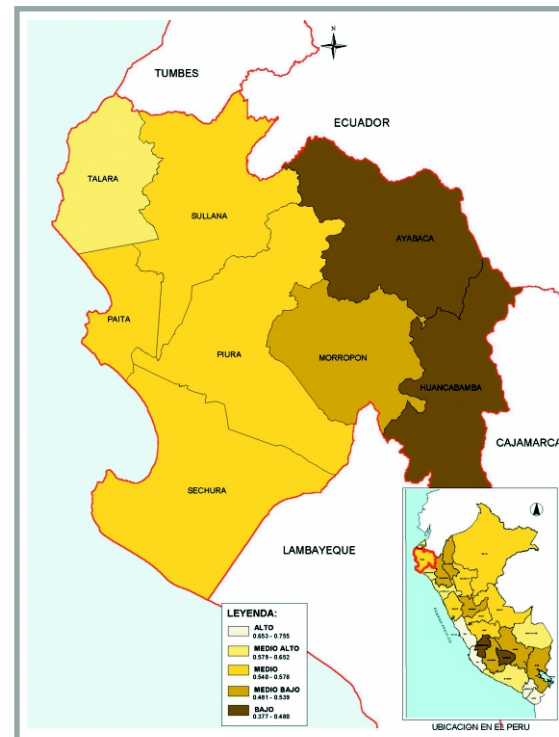 N
TUMBES
ECUADOR
TALARA
SULLANA
AYABACA
PAITA
PIURA
MORROPON
HUANCABAMBA
CAJAMARCA
SECHURA
LAMBAYEQUE
LEYENDA:
ALTO
0.653 - 0.755
MEDIO ALTO
0.579 - 0.652
MEDIO
0.540 - 0.578
MEDIO BAJO
0.481 - 0.539
BAJO
0.377 - 0.480
UBICACION EN EL PERU